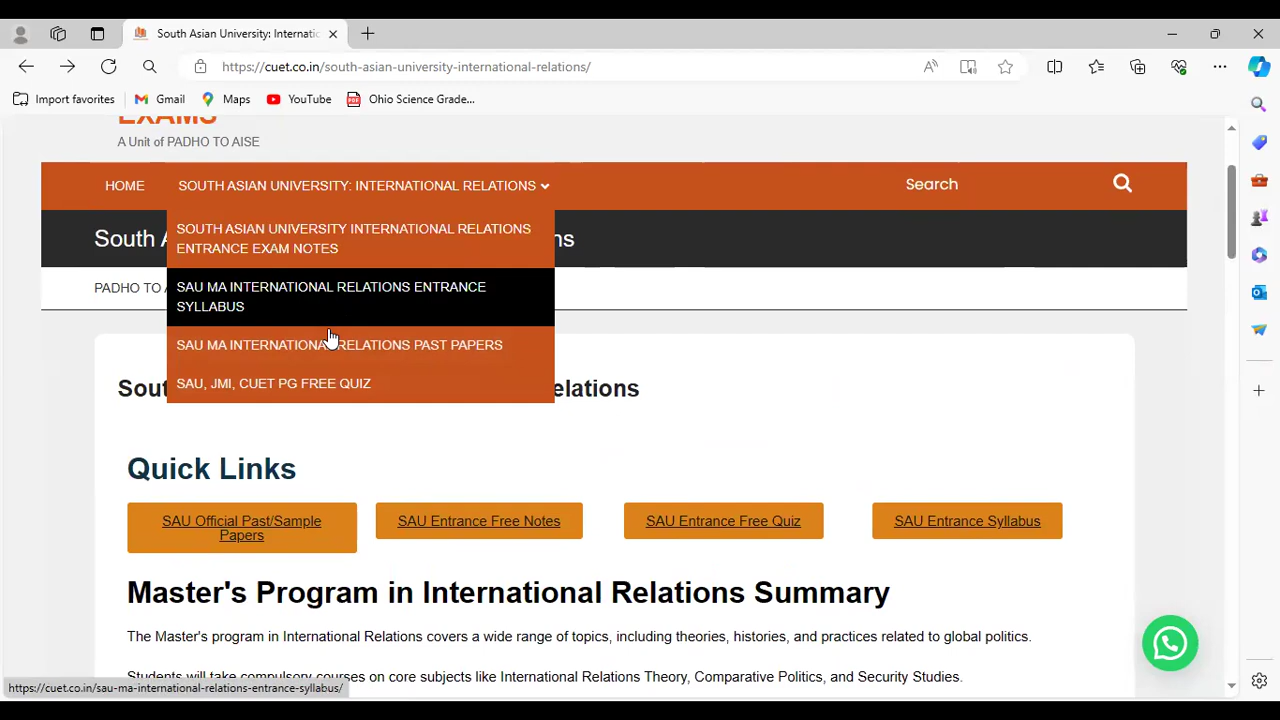 South Asian University: Internatic
https://cuet.co.in/south-asian-university-international-relations/
Import favorites
Gmail
Maps
YouTube
Ohio Science Grade...
EXAMS
A Unit of PADHO TO AISE
HOME
SOUTH ASIAN UNIVERSITY: INTERNATIONAL RELATIONS
Search
SOUTH ASIAN UNIVERSITY INTERNATIONAL RELATIONS
ENTRANCE EXAM NOTES
South A
ns
SAU MA INTERNATIONAL RELATIONS ENTRANCE
SYLLABUS
PADHO TO A
SAU MA INTERNATIONAL RELATIONS PAST PAPERS
SAU, JMI, CUET PG FREE QUIZ
Sout
elations
Quick Links
SAU Official Past/Sample
Papers
SAU Entrance Free Notes
SAU Entrance Free Quiz
SAU Entrance Syllabus
Master's Program in International Relations Summary
The Master's program in International Relations covers a wide range of topics, including theories, histories, and practices related to global politics.
Students will take compulsory courses on core subjects like International Relations Theory, Comparative Politics, and Security Studies.
https://cuet.co.in/sau-ma-international-relations-entrance-syllabus/